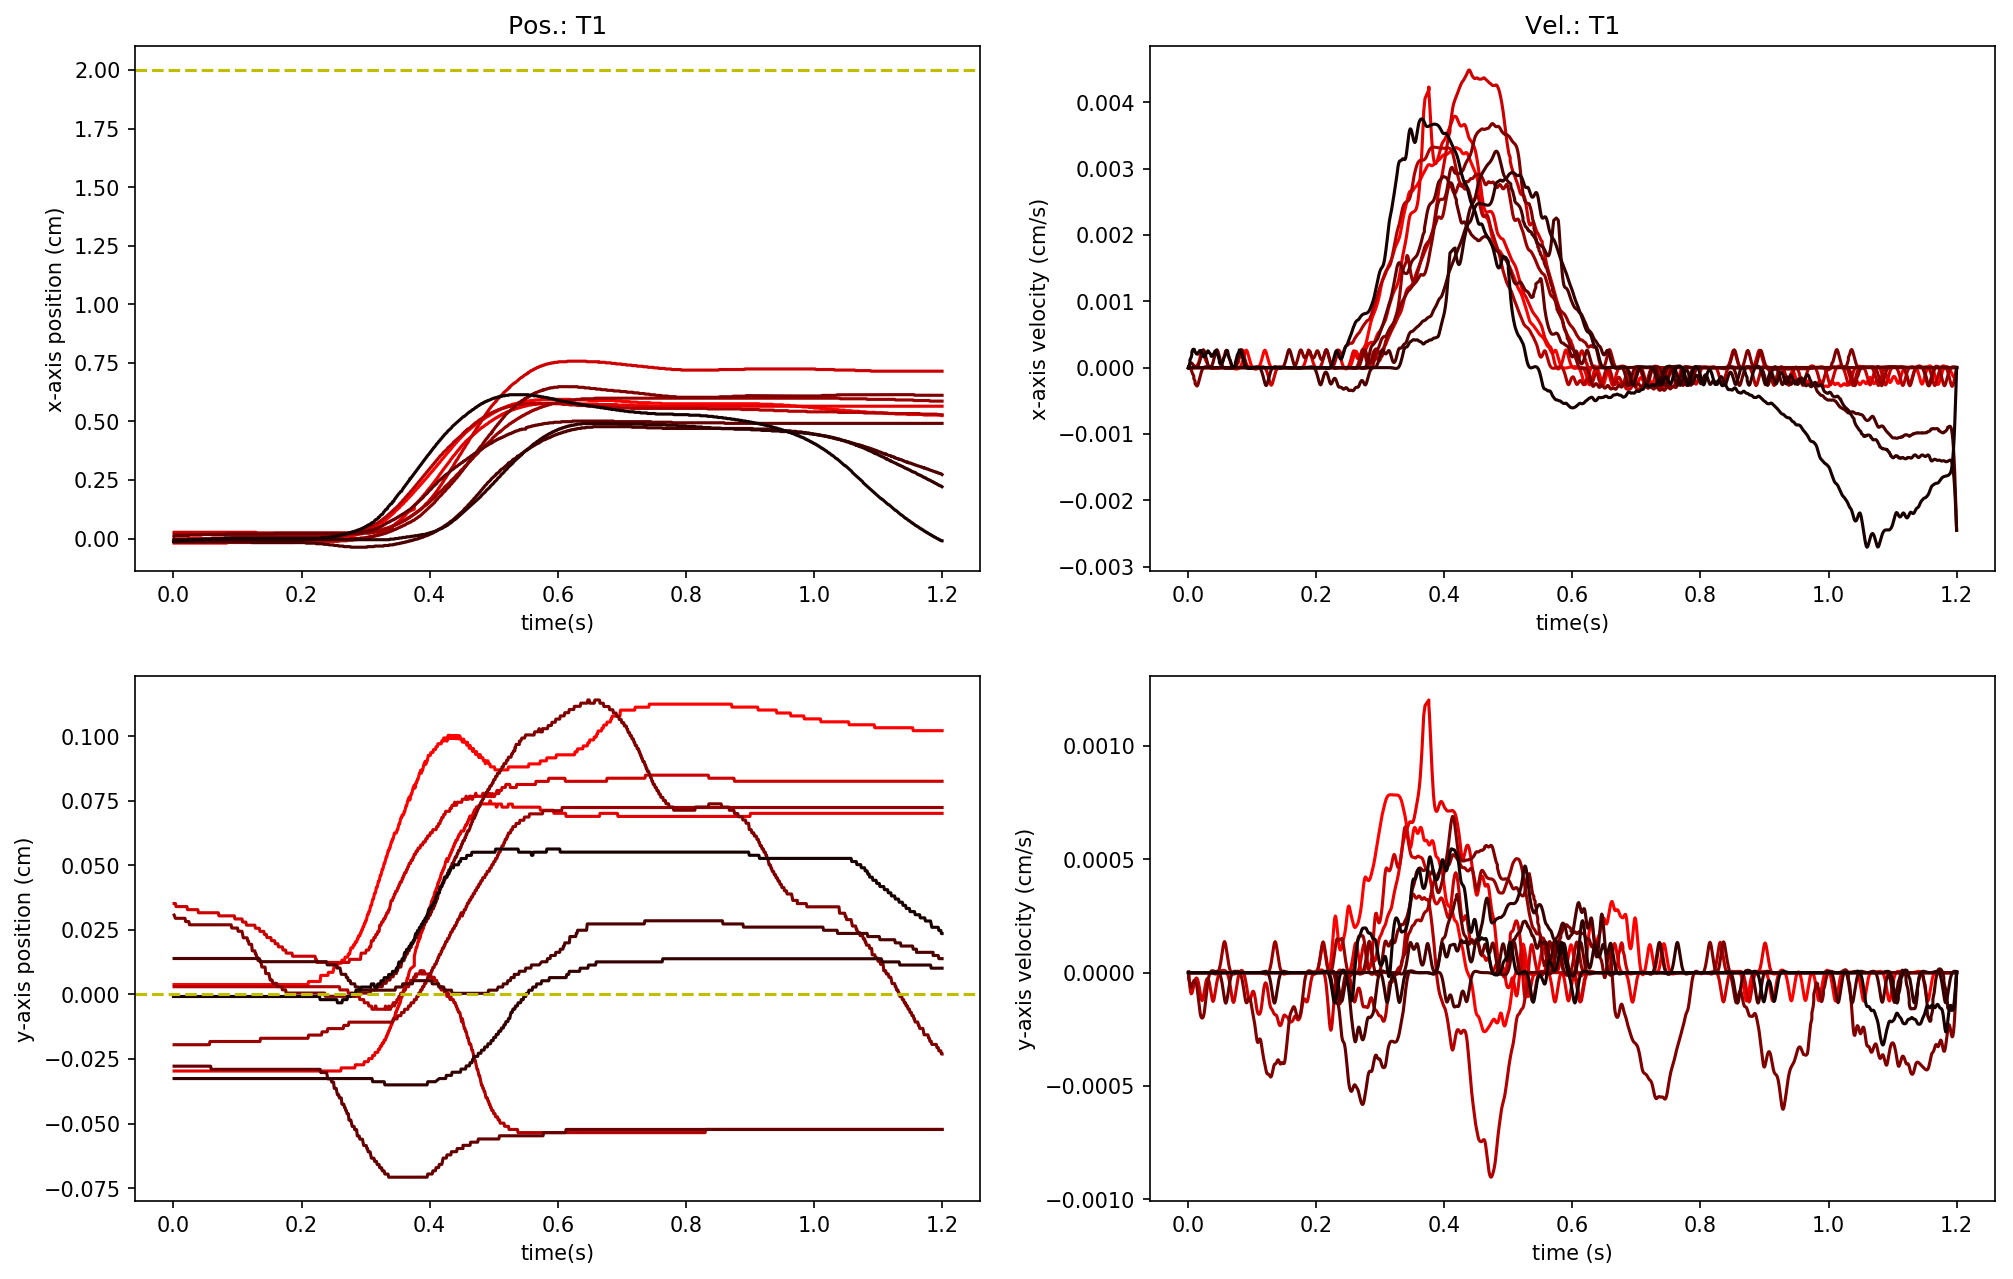 Pos.: T1
2.00
1.75
1.50
1.25
1.00
0.75
0.50
0.25
0.00
x-axis position (cm)
0.0 0.2 0.4 0.6 0.8 1.0 1.2
time(s)
Vel.: T1
0.004
0.003
0.002
0.001
0.000
−0.001
−0.002
−0.003
x-axis velocity (cm/s)
0.0 0.2 0.4 0.6 0.8 1.0 1.2
time(s)
0.100
0.075
0.050
0.025
0.000
−0.025
−0.050
−0.075
y-axis position (cm)
0.0 0.2 0.4 0.6 0.8 1.0 1.2
time(s)
0.0010
0.0005
0.0000
−0.0005
−0.0010
y-axis velocity (cm/s)
0.0 0.2 0.4 0.6 0.8 1.0 1.2
time (s)